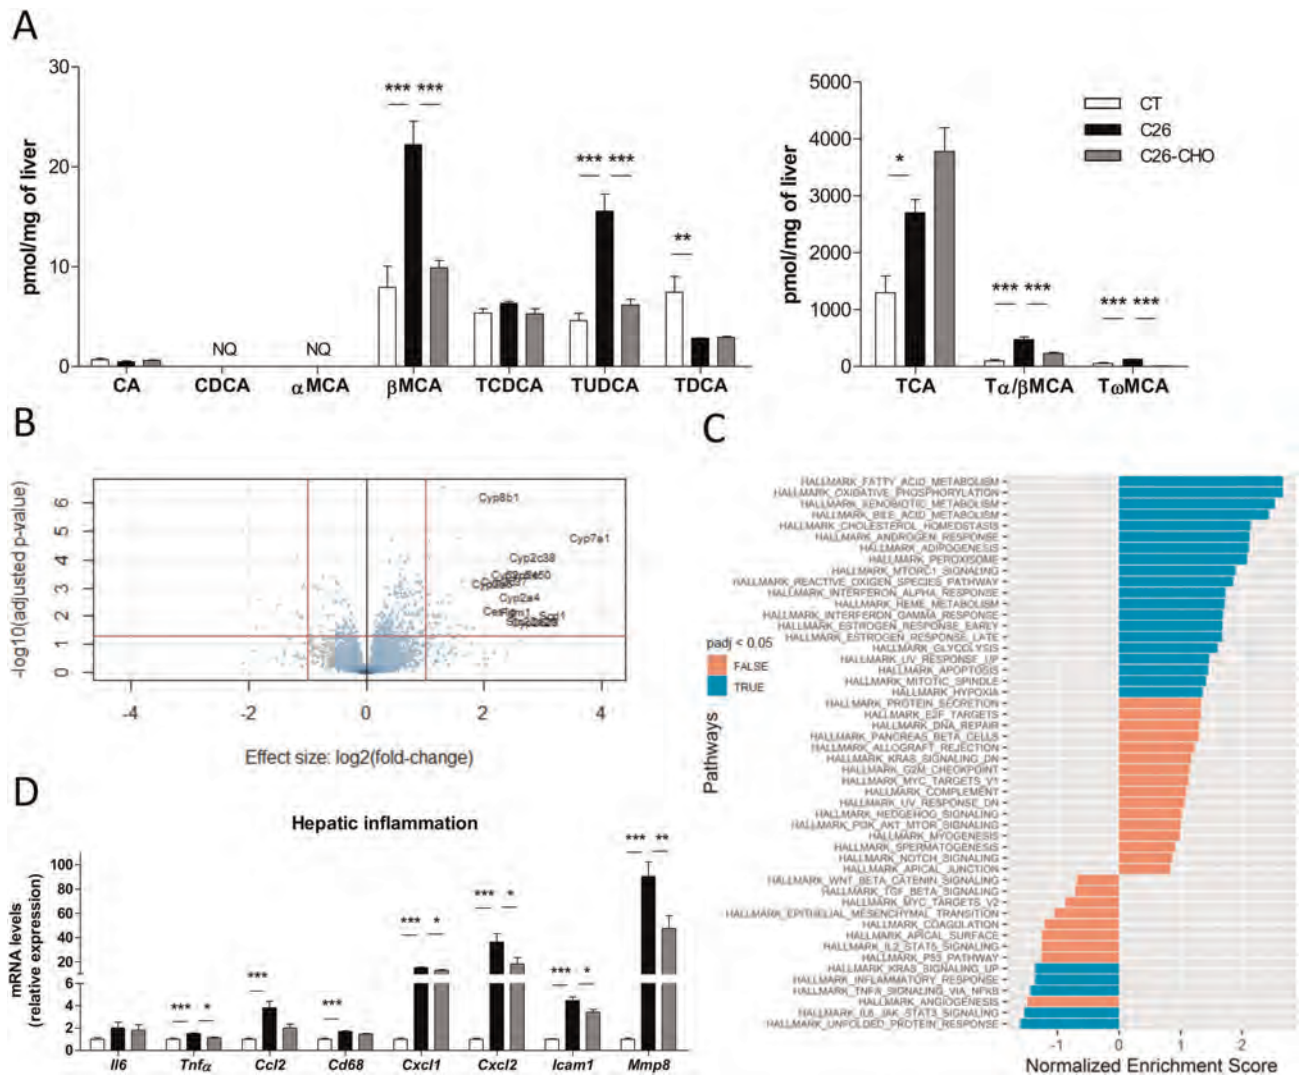 A
30
20
10
0
pmol/mg of liver
*** ***
*** ***
**
NQ
NQ
CA
CDCA
αMCA
βMCA
TCDCA
TUDCA
TDCA
5000
4000
3000
2000
1000
0
pmol/mg of liver
*
*** ***
*** ***
TCA
Tα/βMCA
TωMCA
CT
C26
C26-CHO
B
-log10(adjusted p-value)
6
5
4
3
2
1
0
Cyp8b1
Cyp7a1
Cyp2c38
Cyp2a4
-4
-2
0
2
4
Effect size: log2(fold-change)
C
HALLMARK_FATTY_ACID_METABOLISM
HALLMARK_OXIDATIVE_PHOSPHORYLATION
HALLMARK_XENOBIOTIC_METABOLISM
HALLMARK_BILE_ACID_METABOLISM
HALLMARK_CHOLESTEROL_HOMEOSTASIS
HALLMARK_ANDROGEN_RESPONSE
HALLMARK_ADIPOGENESIS
HALLMARK_PEROXISOME
HALLMARK_MTORC1_SIGNALING
HALLMARK_REACTIVE_OXIGEN_SPECIES_PATHWAY
HALLMARK_INTERFERON_ALPHA_RESPONSE
HALLMARK_HEME_METABOLISM
HALLMARK_INTERFERON_GAMMA_RESPONSE
HALLMARK_ESTROGEN_RESPONSE_EARLY
HALLMARK_ESTROGEN_RESPONSE_LATE
HALLMARK_GLYCOLYSIS
HALLMARK_UV_RESPONSE_UP
HALLMARK_APOPTOSIS
HALLMARK_MITOTIC_SPINDLE
HALLMARK_HYPOXIA
HALLMARK_PROTEIN_SECRETION
HALLMARK_E2F_TARGETS
HALLMARK_DNA_REPAIR
HALLMARK_PANCREAS_BETA_CELLS
HALLMARK_ALLOGRAFT_REJECTION
HALLMARK_KRAS_SIGNALING_DN
HALLMARK_G2M_CHECKPOINT
HALLMARK_MYC_TARGETS_V1
HALLMARK_COMPLEMENT
HALLMARK_UV_RESPONSE_DN
HALLMARK_HEDGEHOG_SIGNALING
HALLMARK_PI3K_AKT_MTOR_SIGNALING
HALLMARK_MYOGENESIS
HALLMARK_SPERMATOGENESIS
HALLMARK_NOTCH_SIGNALING
HALLMARK_APICAL_JUNCTION
HALLMARK_WNT_BETA_CATENIN_SIGNALING
HALLMARK_TGF_BETA_SIGNALING
HALLMARK_MYC_TARGETS_V2
HALLMARK_EPITHELIAL_MESENCHYMAL_TRANSITION
HALLMARK_COAGULATION
HALLMARK_APICAL_SURFACE
HALLMARK_IL2_STAT5_SIGNALING
HALLMARK_P53_PATHWAY
HALLMARK_KRAS_SIGNALING_UP
HALLMARK_INFLAMMATORY_RESPONSE
HALLMARK_TNFA_SIGNALING_VIA_NFKB
HALLMARK_ANGIOGENESIS
HALLMARK_IL6_JAK_STAT3_SIGNALING
HALLMARK_UNFOLDED_PROTEIN_RESPONSE
padj < 0.05
FALSE
TRUE
Pathways
-1
0
1
2
Normalized Enrichment Score
D
Hepatic inflammation
mRNA levels
(relative expression)
100
80
60
40
20
6
4
2
0
*** *
***
***
*** *
*** *
*** *
*** **
Il6
Tnfα
Ccl2
Cd68
Cxcl1
Cxcl2
Icam1
Mmp8